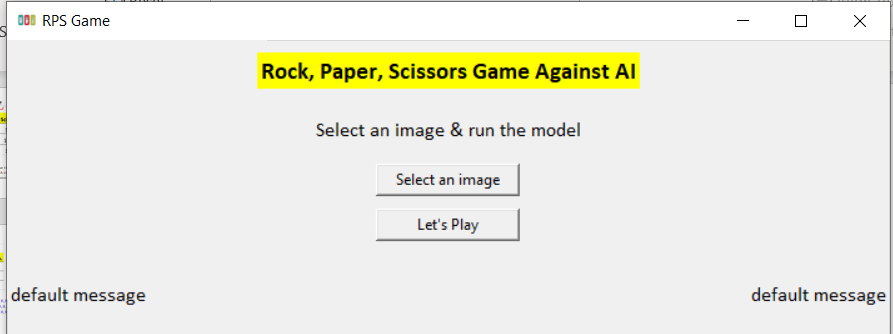 RPS Game
Rock, Paper, Scissors Game Against AI
Select an image & run the model
Select an image
Let's Play
default message
default message